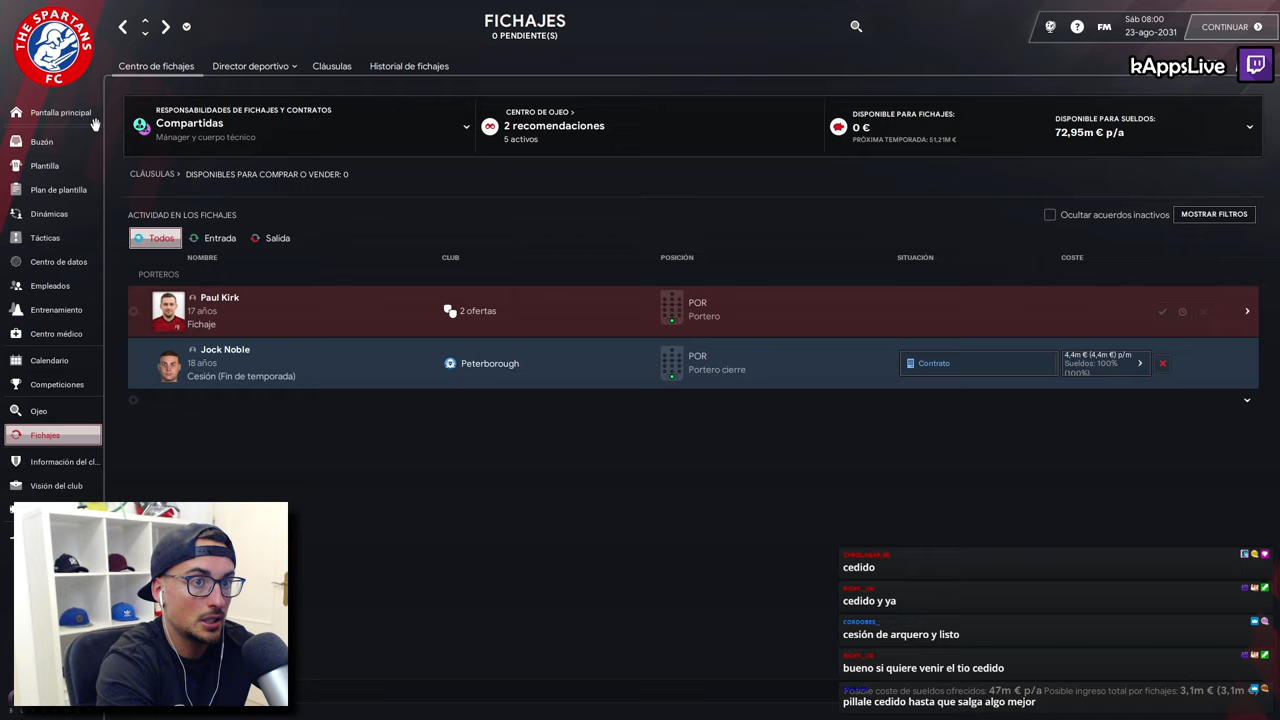 THE SPARTANS
FC
FICHAJES
0 PENDIENTE(S)
FM
Sáb 08:00
23-ago-2031
CONTINUAR
kAppsLive
Centro de fichajes
Director deportivo
Cláusulas
Historial de fichajes
Pantalla principal
Buzón
Plantilla
Plan de plantilla
Dinámicas
Tácticas
Centro de datos
Empleados
Entrenamiento
Centro médico
Calendario
Competiciones
Ojeo
Fichajes
Información del cl...
Visión del club
RESPONSABILIDADES DE FICHAJES Y CONTRATOS
Compartidas
Mánager y cuerpo técnico
CENTRO DE OJEO >
2 recomendaciones
5 activos
DISPONIBLE PARA FICHAJES:
0 €
PRÓXIMA TEMPORADA: 51,21M €
DISPONIBLE PARA SUELDOS:
72,95m € p/a
CLÁUSULAS > DISPONIBLES PARA COMPRAR O VENDER: 0
ACTIVIDAD EN LOS FICHAJES
Ocultar acuerdos inactivos
MOSTRAR FILTROS
Todos
Entrada
Salida
NOMBRE
CLUB
POSICIÓN
SITUACIÓN
COSTE
PORTEROS
Paul Kirk
17 años
Fichaje
2 ofertas
POR
Portero
Jock Noble
18 años
Cesión (Fin de temporada)
Peterborough
POR
Portero cierre
Contrato
4,4m € (4,4m €) p/m
Sueldos: 100%
(100%)
cedido
cedido y ya
CORDOBES_
cesión de arquero y listo
bueno si quiere venir el tio cedido
coste de sueldos ofrecidos: 47m € p/a Posible ingreso total por fichajes: 3,1m € (3,1m €)
pillale cedido hasta que salga algo mejor